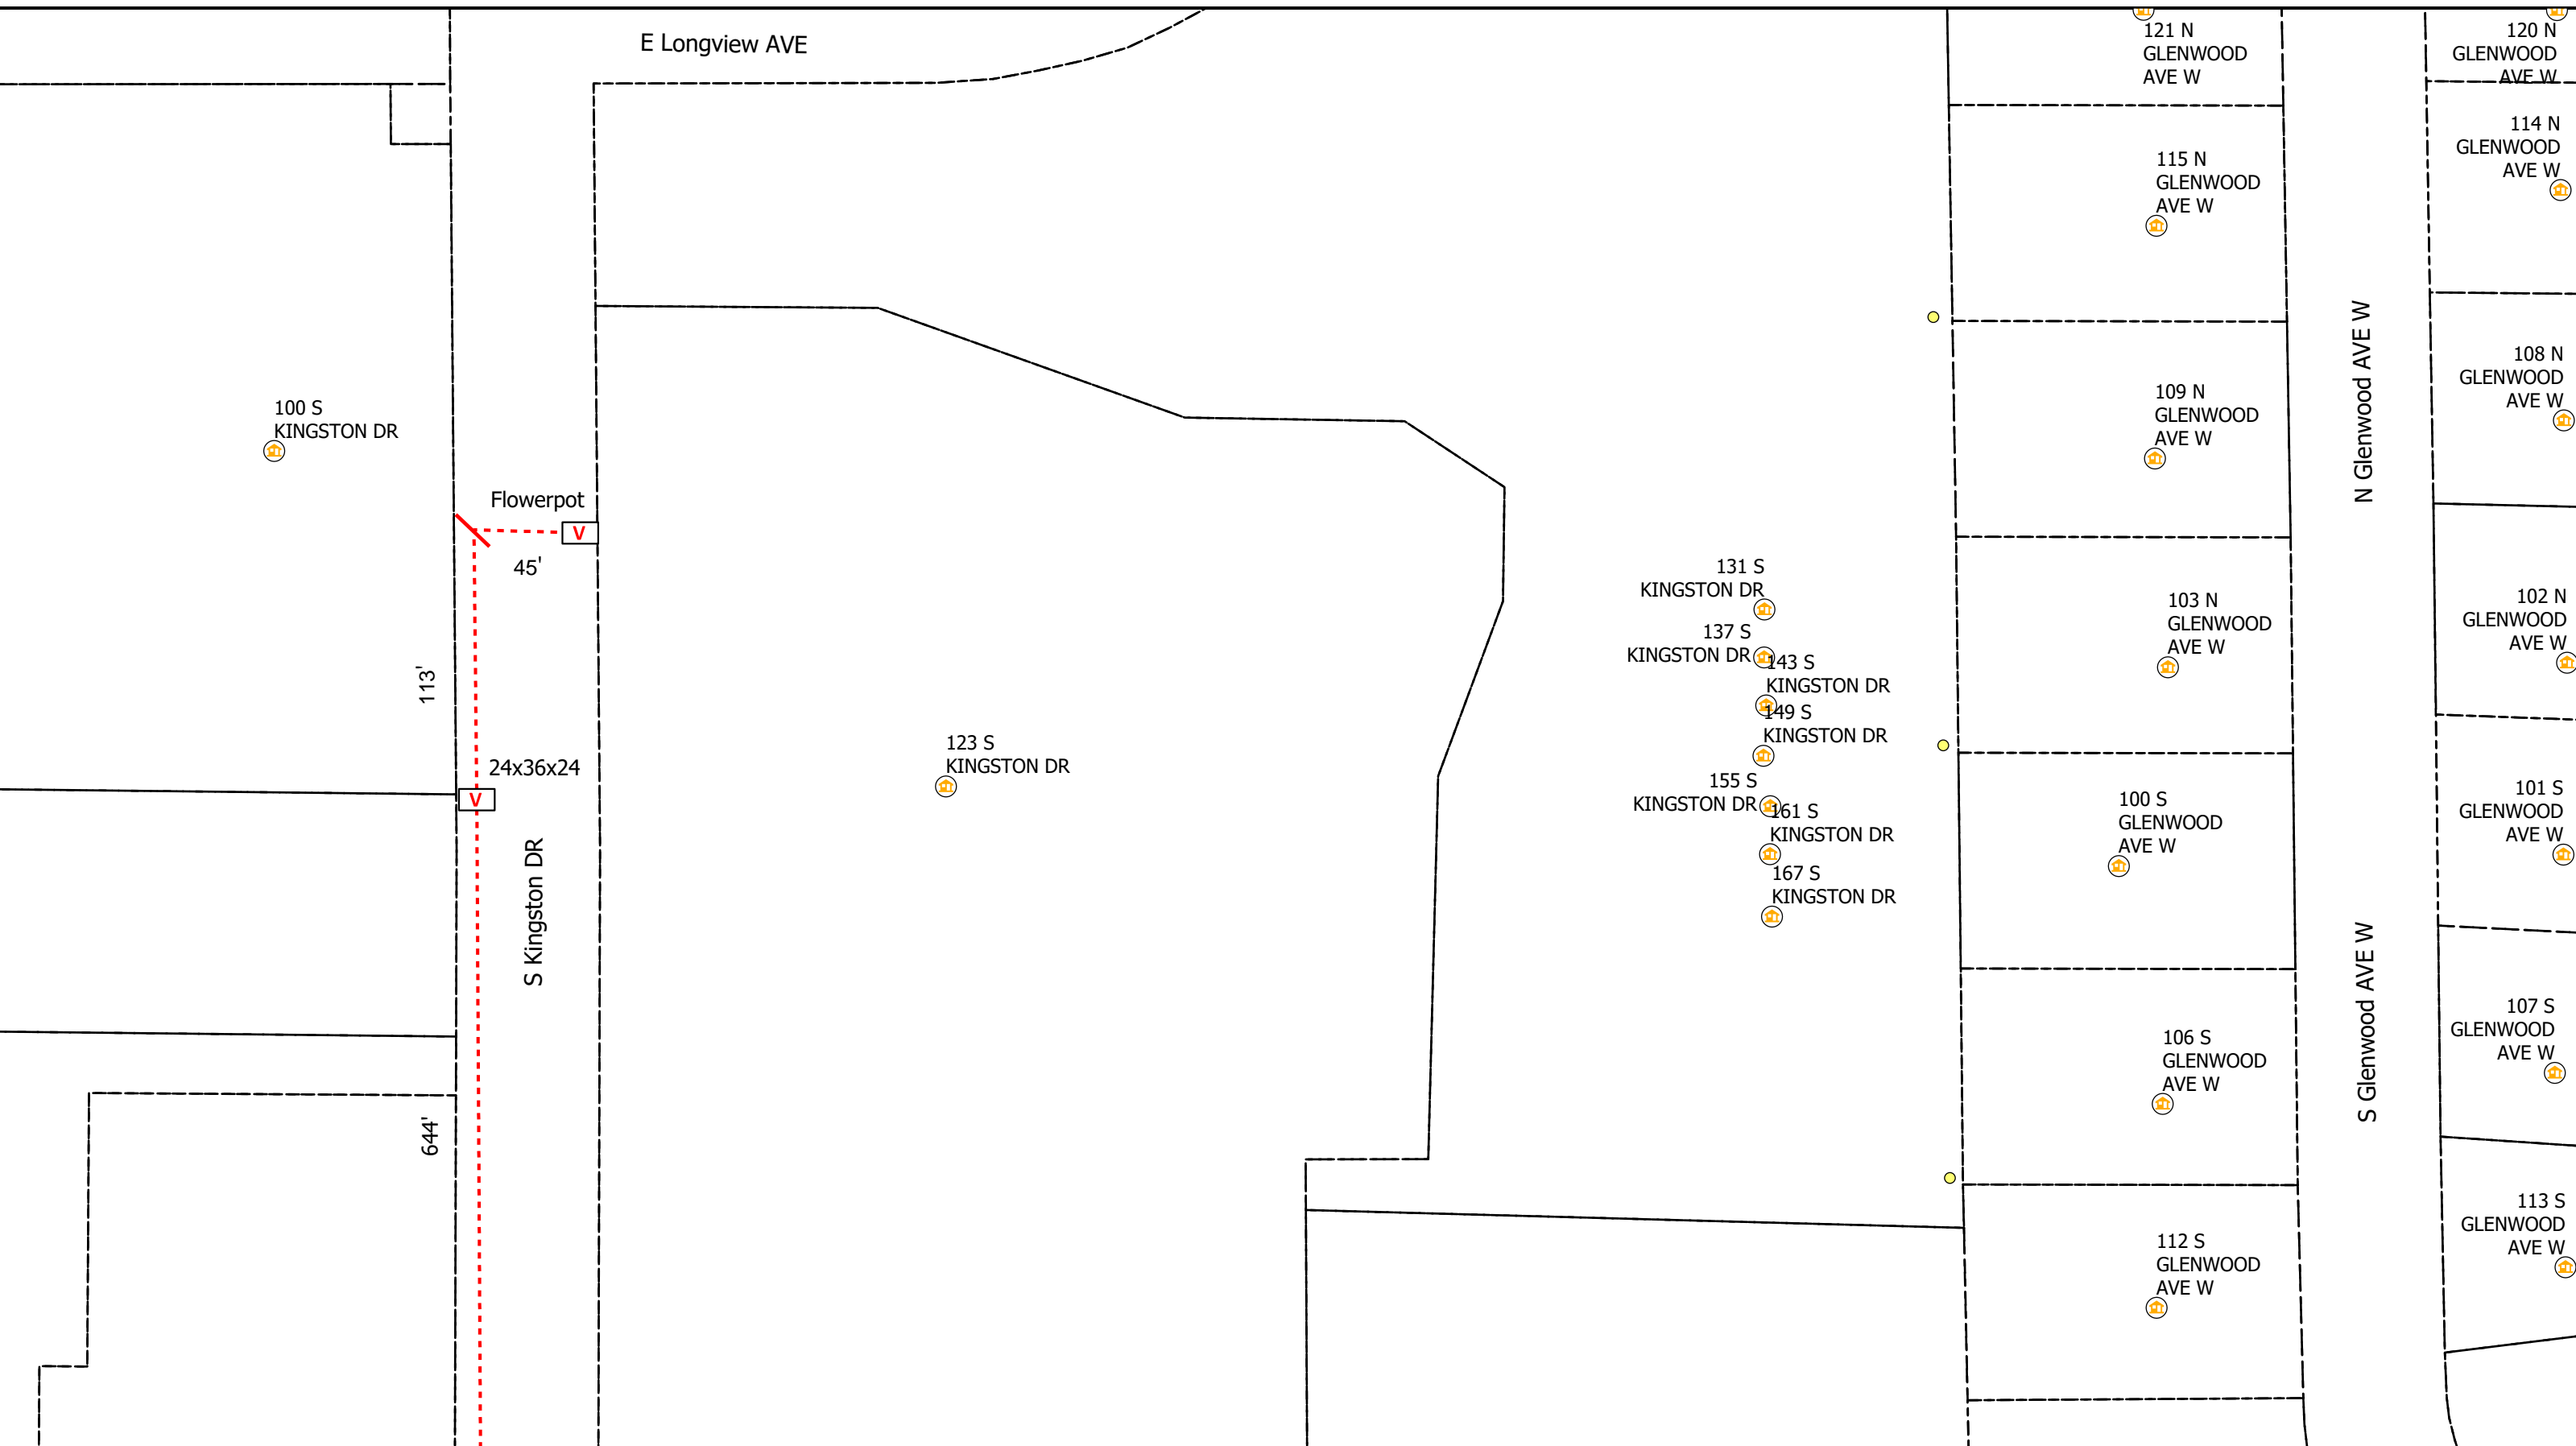 E Longview AVE
121 N
GLENWOOD
AVE W
120 N
GLENWOOD
AVE W
114 N
GLENWOOD
AVE W
115 N
GLENWOOD
AVE W
N Glenwood AVE W
108 N
GLENWOOD
AVE W
109 N
GLENWOOD
AVE W
100 S
KINGSTON DR
Flowerpot
V
45'
113'
131 S
KINGSTON DR
137 S
KINGSTON DR
143 S
KINGSTON DR
149 S
KINGSTON DR
155 S
KINGSTON DR
161 S
KINGSTON DR
167 S
KINGSTON DR
103 N
GLENWOOD
AVE W
102 N
GLENWOOD
AVE W
123 S
KINGSTON DR
24x36x24
V
S Kingston DR
100 S
GLENWOOD
AVE W
101 S
GLENWOOD
AVE W
S Glenwood AVE W
106 S
GLENWOOD
AVE W
107 S
GLENWOOD
AVE W
644'
112 S
GLENWOOD
AVE W
113 S
GLENWOOD
AVE W